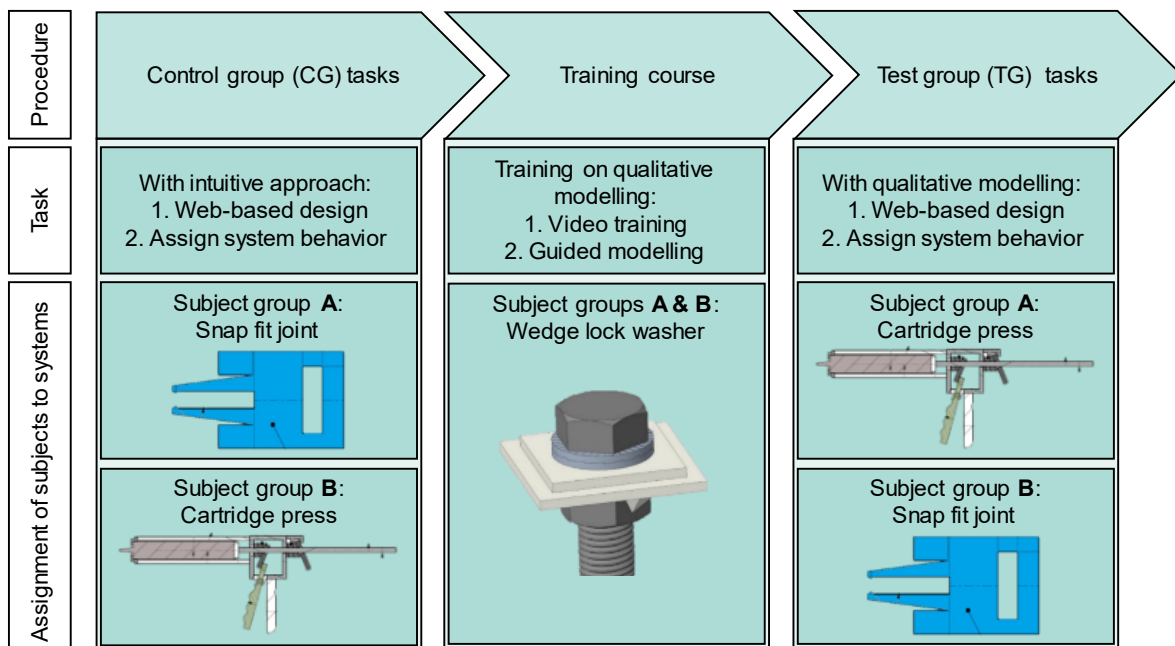 Procedure
Control group (CG) tasks
Training course
Test group (TG) tasks
Task
With intuitive approach:
1. Web-based design
2. Assign system behavior
Training on qualitative
modelling:
1. Video training
2. Guided modelling
With qualitative modelling:
1. Web-based design
2. Assign system behavior
Assignment of subjects to systems
Subject group A:
Snap fit joint
Subject group B:
Cartridge press
Subject groups A & B:
Wedge lock washer
Subject group A:
Cartridge press
Subject group B:
Snap fit joint